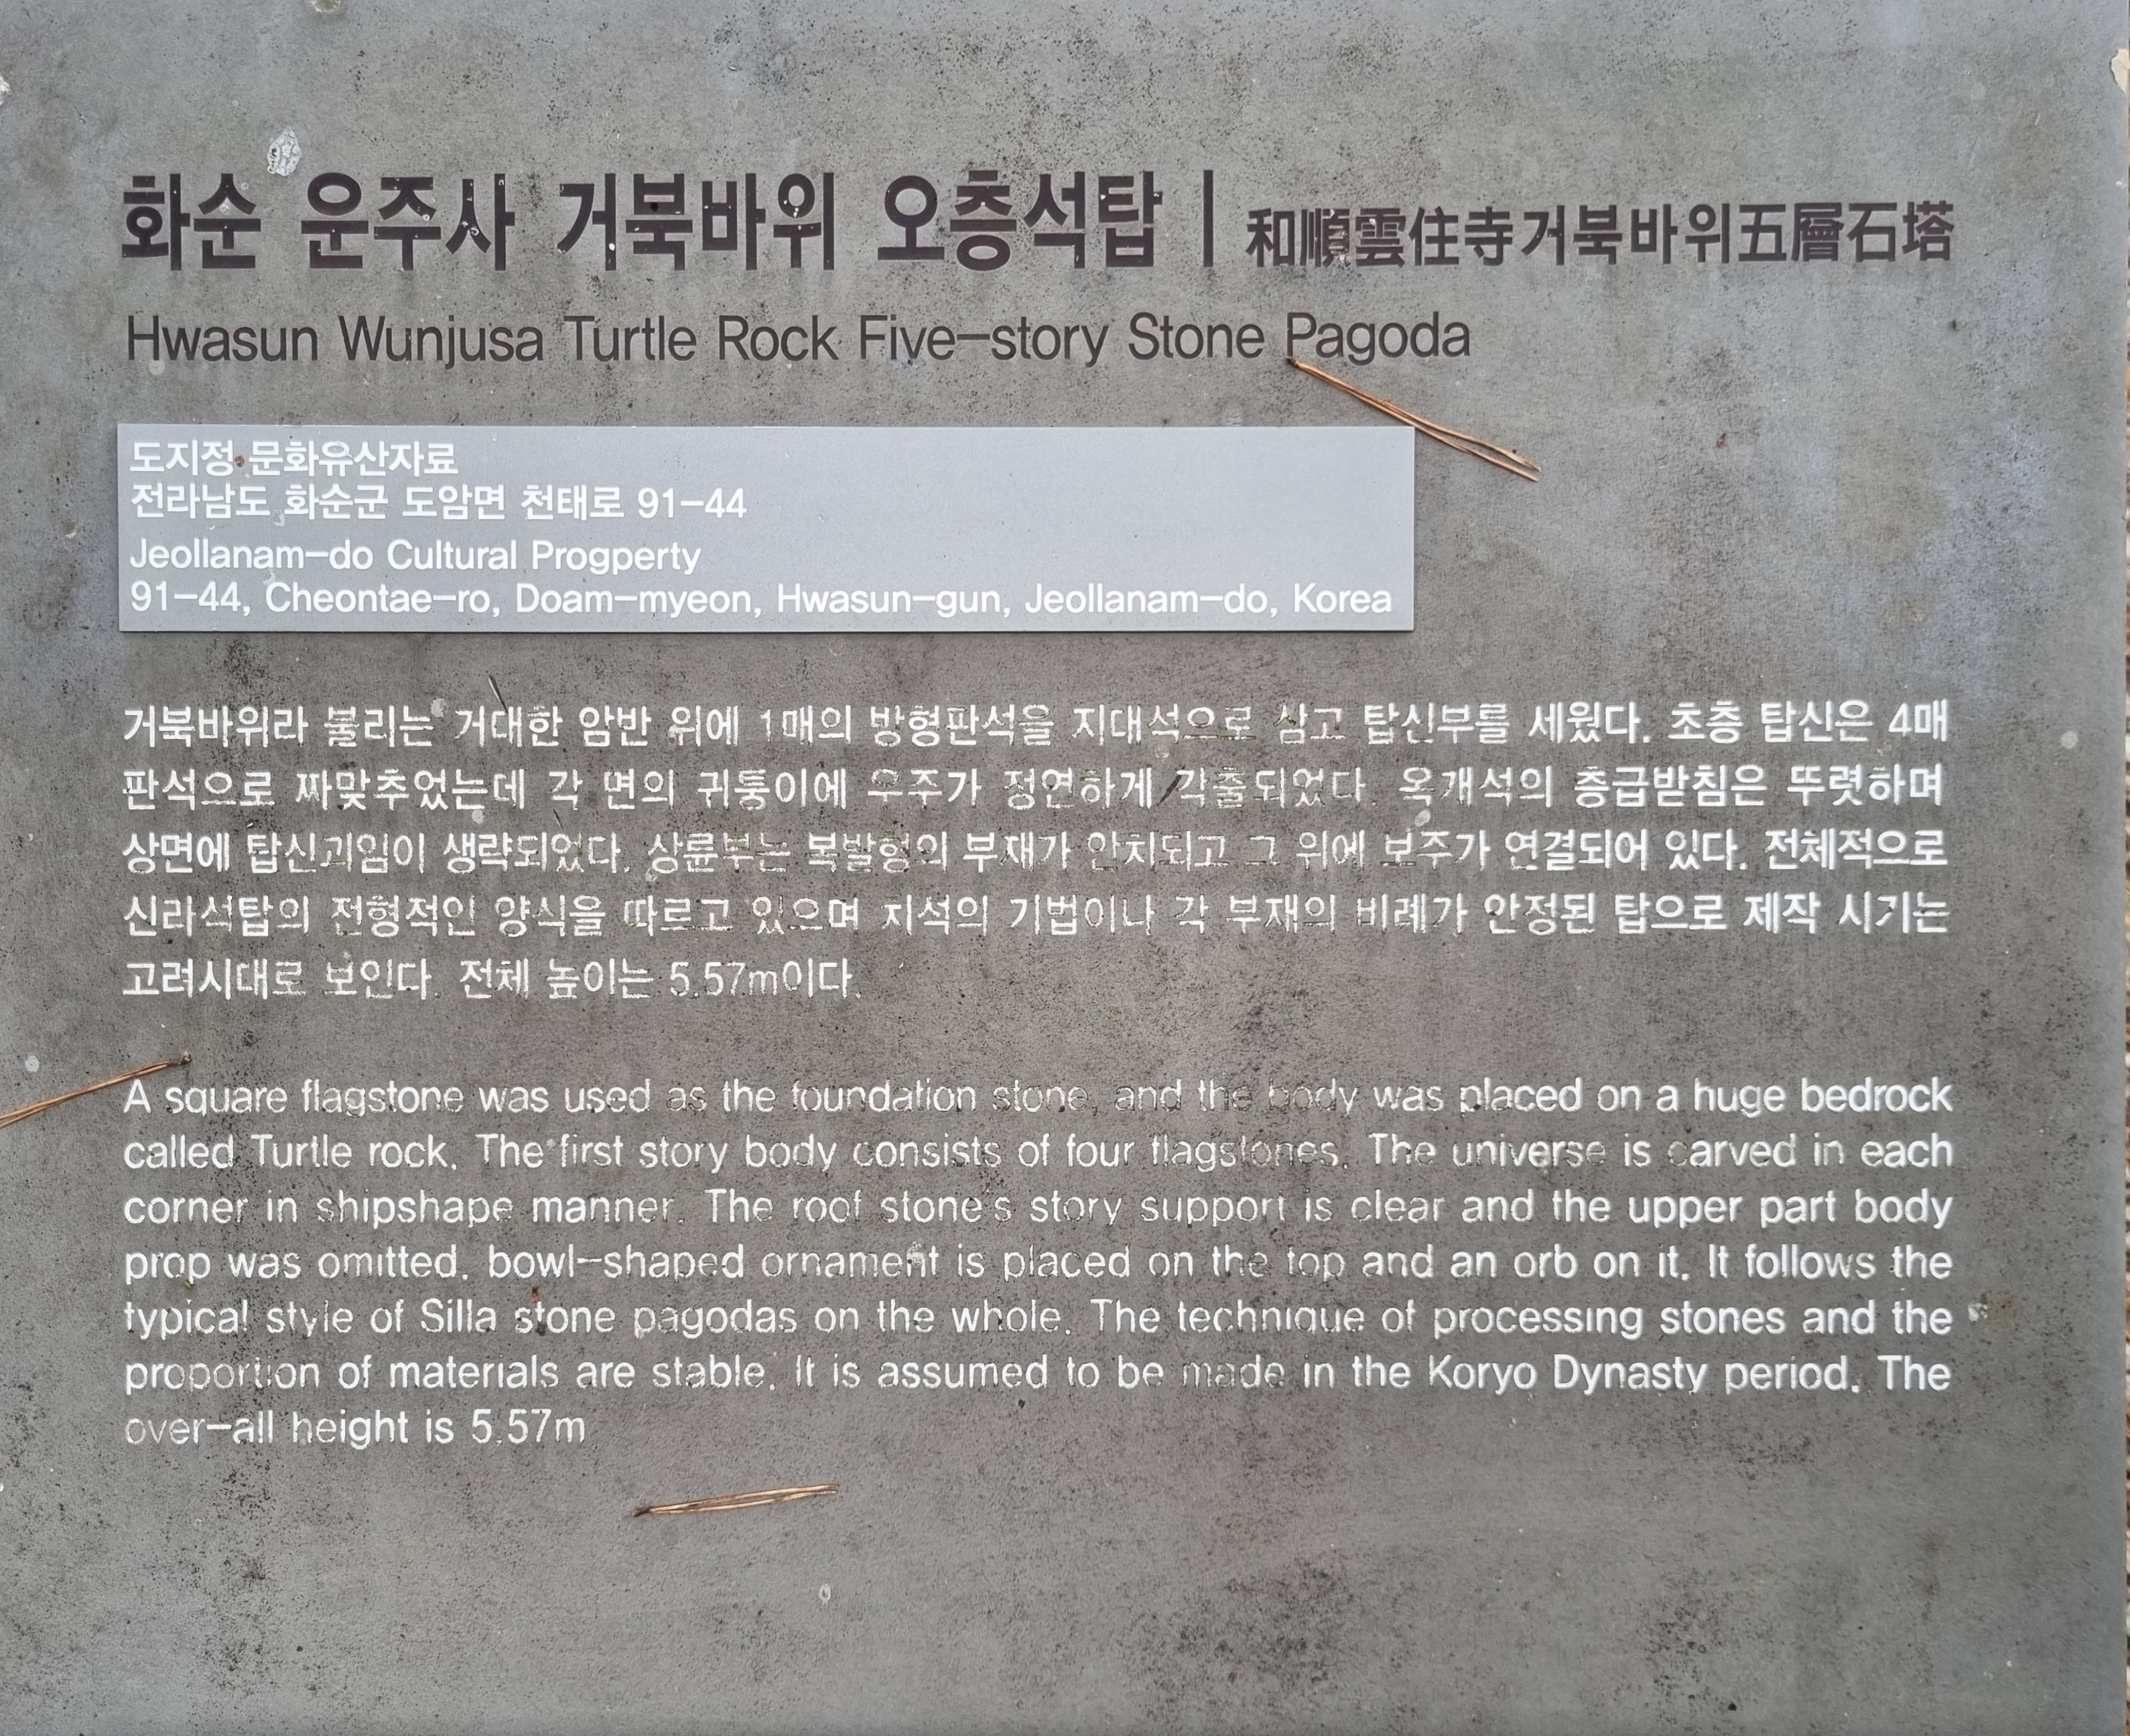 화순 운주사 거북바위 오층석탑 | 和順雲住寺거북바위五層石塔
Hwasun Wunjusa Turtle Rock Five-story Stone Pagoda
도지정 문화유산자료
전라남도 화순군 도암면 천태로 91-44
Jeollanam-do Cultural Progperty
91-44, Cheontae-ro, Doam-myeon, Hwasun-gun, Jeollanam-do, Korea
거북바위라 불리는 거대한 암반 위에 1매의 방형판석을 지대석으로 삼고 탑신부를 세웠다. 초층 탑신은 4매
판석으로 짜맞추었는데 각 면의 귀퉁이에 우주가 정연하게 각출되었다. 옥개석의 층급받침은 뚜렷하며
상면에 탑신괴임이 생략되었다. 상륜부는 복발형의 부재가 안치되고 그 위에 보주가 연결되어 있다. 전체적으로
신라석탑의 전형적인 양식을 따르고 있으며 치석의 기법이나 각 부재의 비례가 안정된 탑으로 제작 시기는
고려시대로 보인다. 전체 높이는 5.57m이다.
A square flagstone was used as the foundation stone, and the body was placed on a huge bedrock
called Turtle rock. The first story body consists of four flagstones. The universe is carved in each
corner in shipshape manner. The roof stone's story support is clear and the upper part body
prop was omitted. bowl-shaped ornament is placed on the top and an orb on it. It follows the
typical style of Silla stone pagodas on the whole. The technique of processing stones and the
proportion of materials are stable. It is assumed to be made in the Koryo Dynasty period. The
over-all height is 5.57m